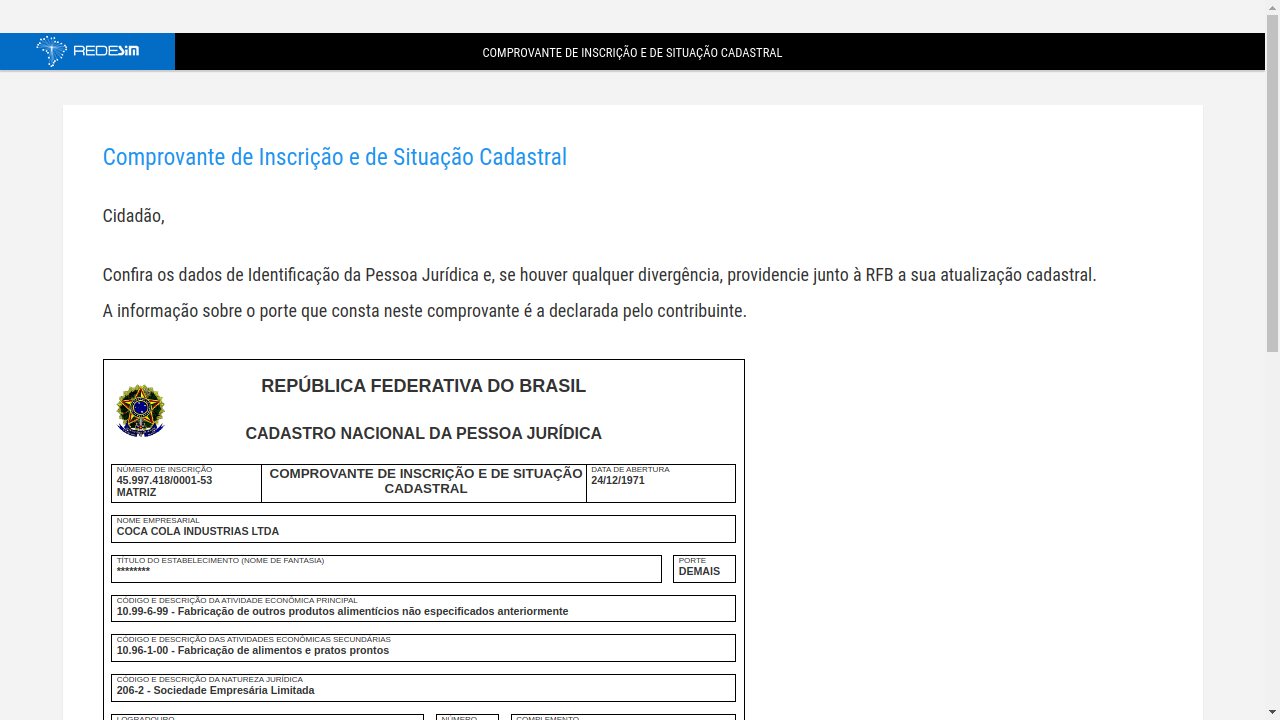 REDESIM
COMPROVANTE DE INSCRIÇÃO E DE SITUAÇÃO CADASTRAL
Comprovante de Inscrição e de Situação Cadastral
Cidadão,
Confira os dados de Identificação da Pessoa Jurídica e, se houver qualquer divergência, providencie junto à RFB a sua atualização cadastral.
A informação sobre o porte que consta neste comprovante é a declarada pelo contribuinte.
REPÚBLICA FEDERATIVA DO BRASIL
CADASTRO NACIONAL DA PESSOA JURÍDICA
NÚMERO DE INSCRIÇÃO
45.997.418/0001-53
MATRIZ
COMPROVANTE DE INSCRIÇÃO E DE SITUAÇÃO
CADASTRAL
DATA DE ABERTURA
24/12/1971
NOME EMPRESARIAL
COCA COLA INDUSTRIAS LTDA
TÍTULO DO ESTABELECIMENTO (NOME DE FANTASIA)
********
PORTE
DEMAIS
CÓDIGO E DESCRIÇÃO DA ATIVIDADE ECONÔMICA PRINCIPAL
10.99-6-99 - Fabricação de outros produtos alimentícios não especificados anteriormente
CÓDIGO E DESCRIÇÃO DAS ATIVIDADES ECONÔMICAS SECUNDÁRIAS
10.96-1-00 - Fabricação de alimentos e pratos prontos
CÓDIGO E DESCRIÇÃO DA NATUREZA JURÍDICA
206-2 - Sociedade Empresária Limitada
LOGRADOURO
NÚMERO
COMPLEMENTO